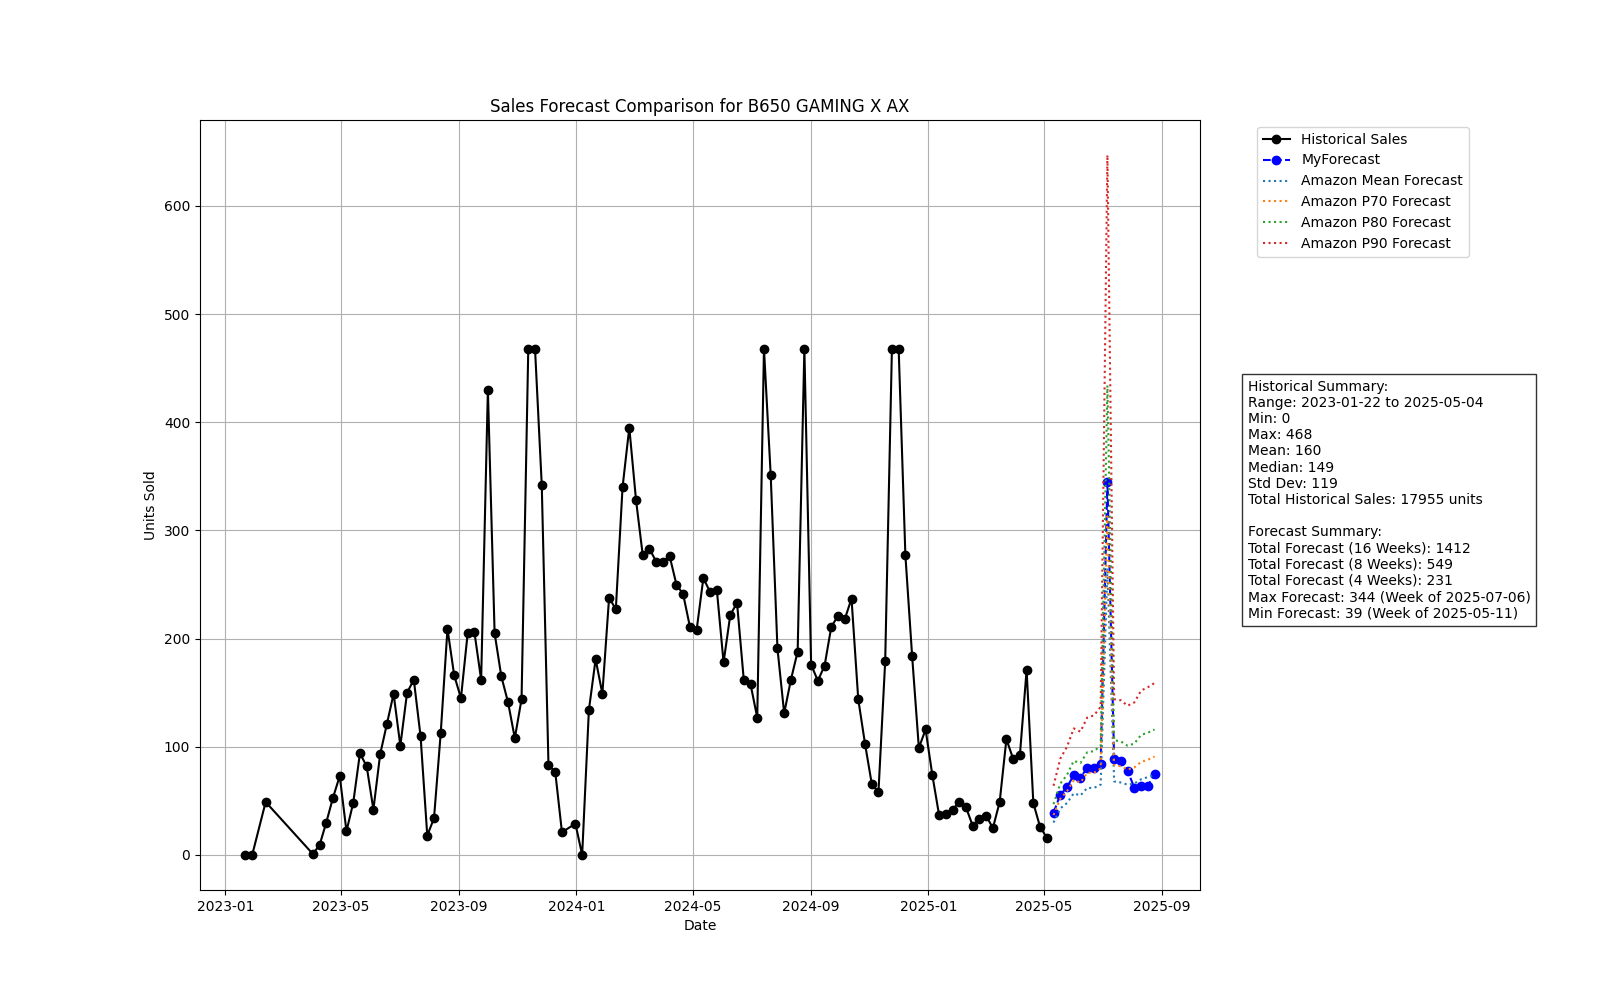 Sales Forecast Comparison for B650 GAMING X AX
Historical Sales
MyForecast
Amazon Mean Forecast
Amazon P70 Forecast
Amazon P80 Forecast
Amazon P90 Forecast
600
500
400
300
200
100
0
Units Sold
Historical Summary:
Range: 2023-01-22 to 2025-05-04
Min: 0
Max: 468
Mean: 160
Median: 149
Std Dev: 119
Total Historical Sales: 17955 units
Forecast Summary:
Total Forecast (16 Weeks): 1412
Total Forecast (8 Weeks): 549
Total Forecast (4 Weeks): 231
Max Forecast: 344 (Week of 2025-07-06)
Min Forecast: 39 (Week of 2025-05-11)
2023-01 2023-05 2023-09 2024-01 2024-05 2024-09 2025-01 2025-05 2025-09
Date